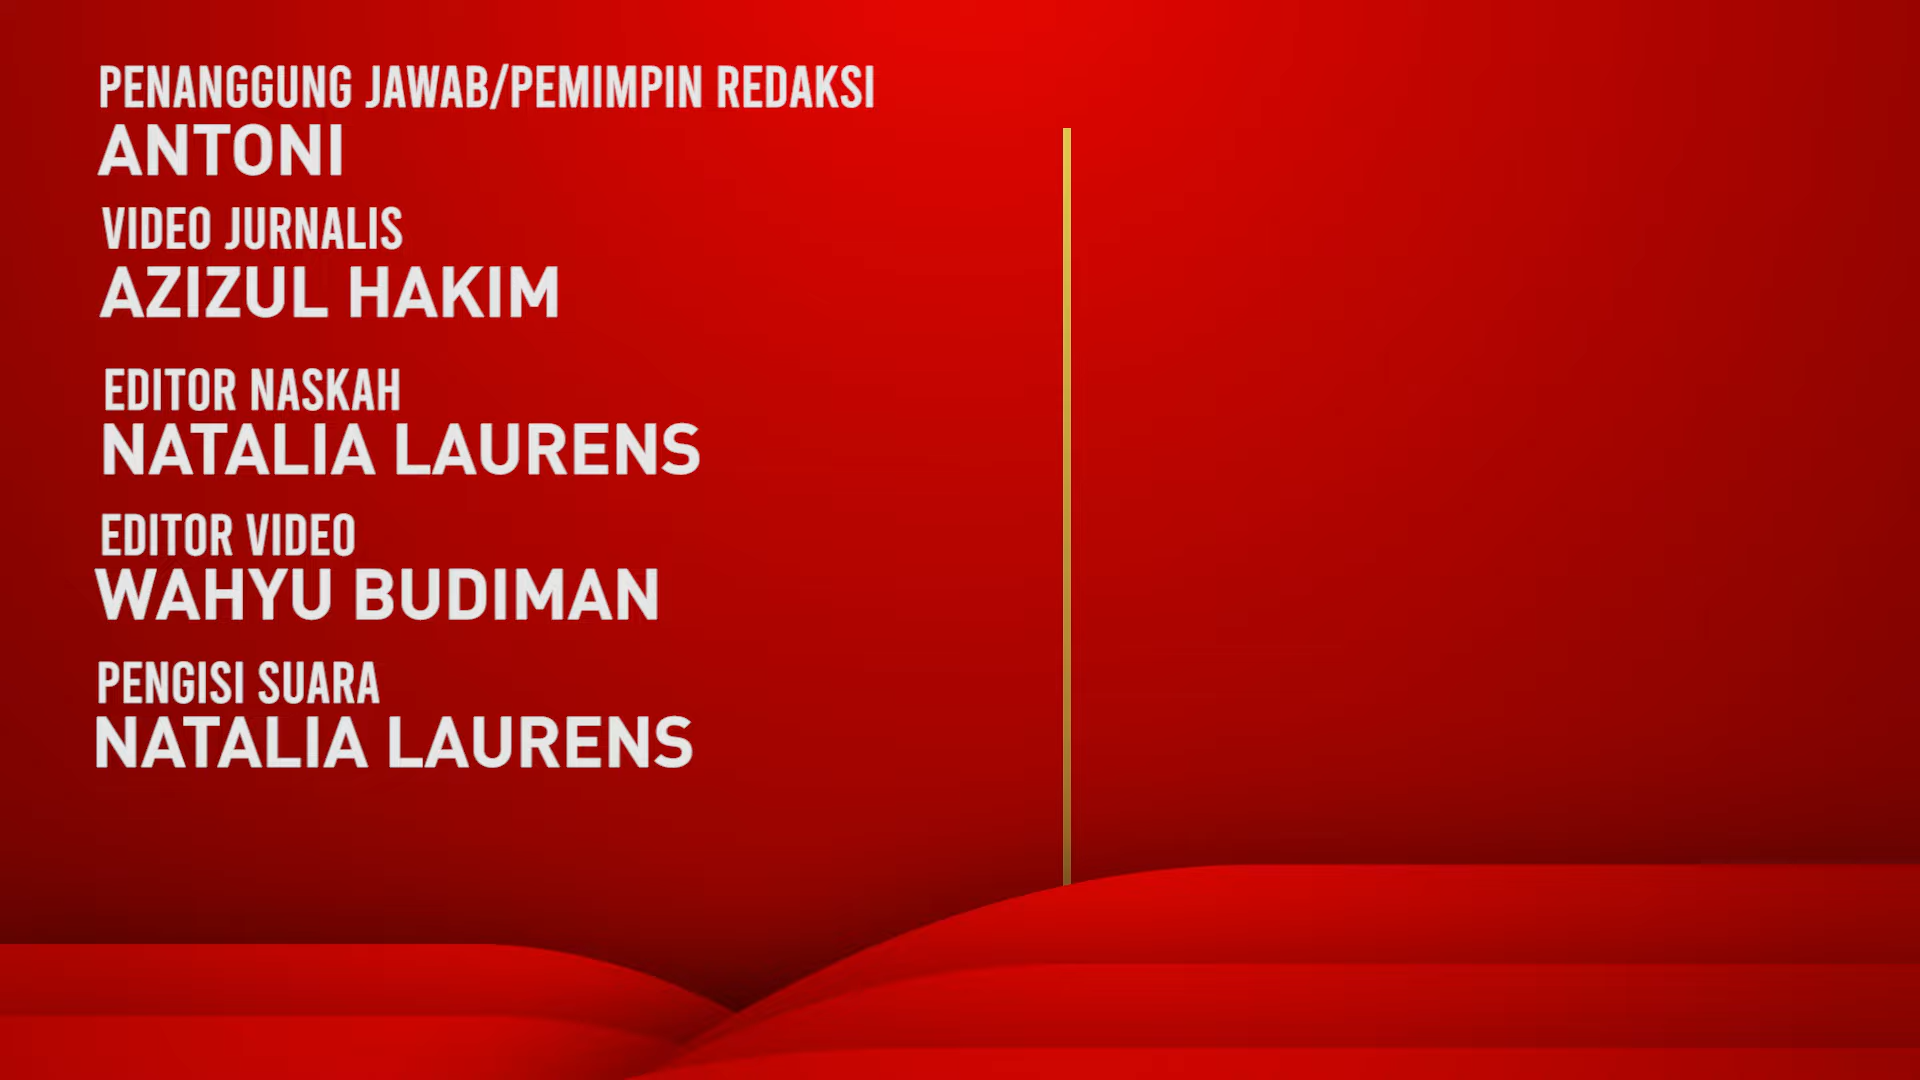 PENANGGUNG JAWAB/PEMIMPIN REDAKSI
ANTONI
VIDEO JURNALIS
AZIZUL HAKIM
EDITOR NASKAH
NATALIA LAURENS
EDITOR VIDEO
WAHYU BUDIMAN
PENGISI SUARA
NATALIA LAURENS